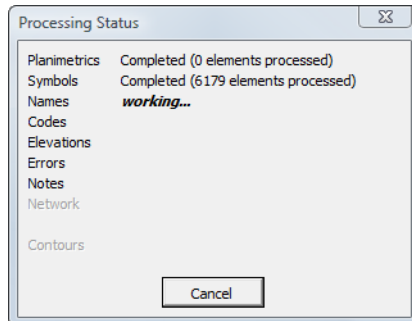 Processing Status
Planimetrics Completed (0 elements processed)
Symbols Completed (6179 elements processed)
Names working...
Codes
Elevations
Errors
Notes
Network
Contours
Cancel